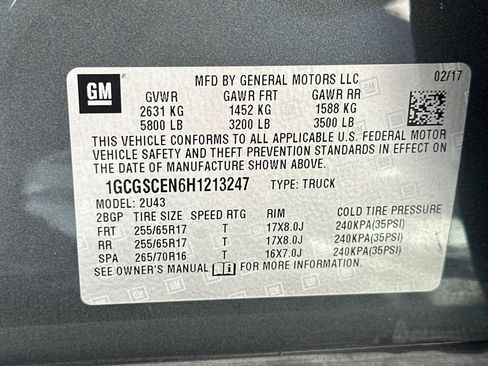 GM
MFD BY GENERAL MOTORS LLC 02/17
GVWR GAWR FRT GAWR RR
2631 KG 1452 KG 1588 KG
5800 LB 3200 LB 3500 LB
THIS VEHICLE CONFORMS TO ALL APPLICABLE U.S. FEDERAL MOTOR
VEHICLE SAFETY AND THEFT PREVENTION STANDARDS IN EFFECT ON
THE DATE OF MANUFACTURE SHOWN ABOVE.
1GCGSCEN6H1213247 TYPE: TRUCK
MODEL: 2U43
2BGP TIRE SIZE SPEED RTG RIM COLD TIRE PRESSURE
FRT 255/65R17 T 17X8.0J 240KPA(35PSI)
RR 255/65R17 T 17X8.0J 240KPA(35PSI)
SPA 265/70R16 T 16X7.0J 240KPA(35PSI)
SEE OWNER'S MANUAL FOR MORE INFORMATION.